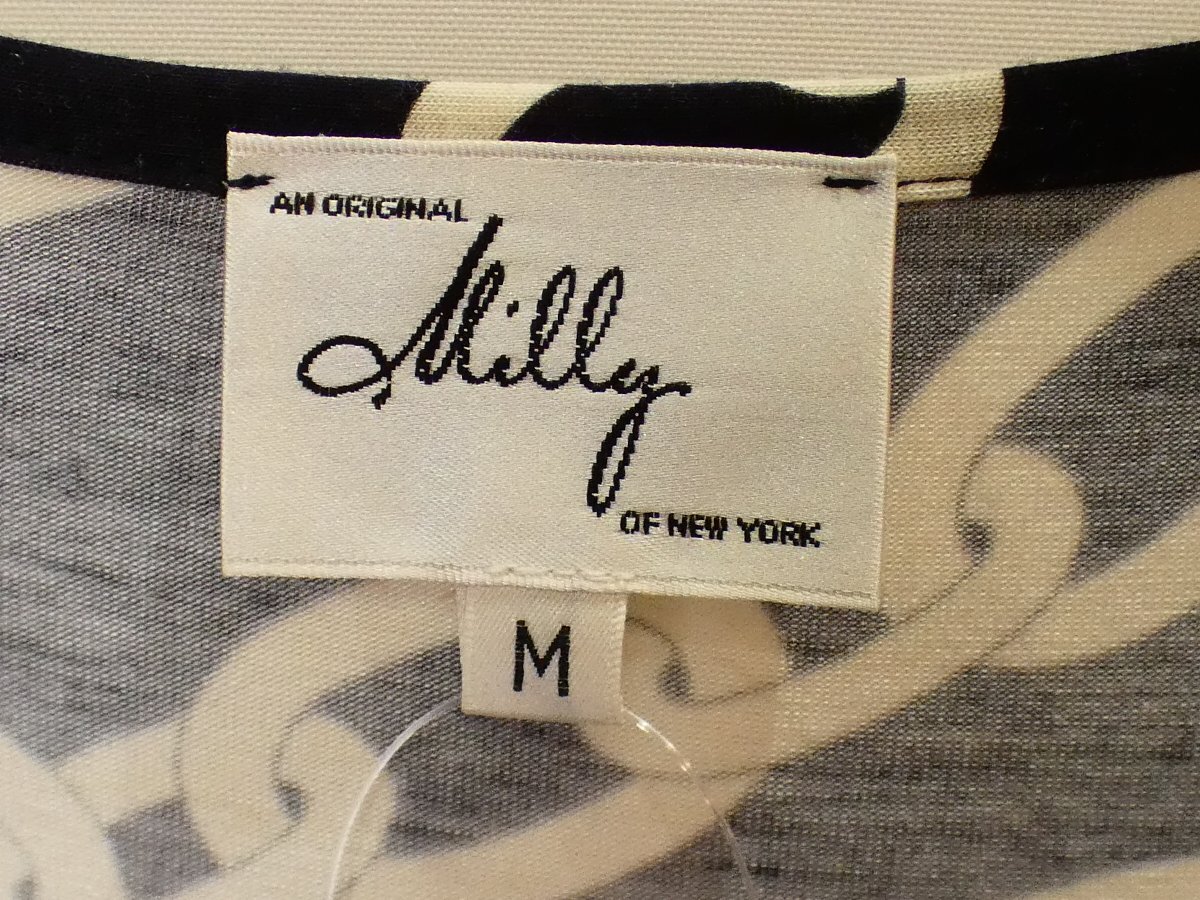 AN ORIGINAL
Milly
OF NEW YORK
M